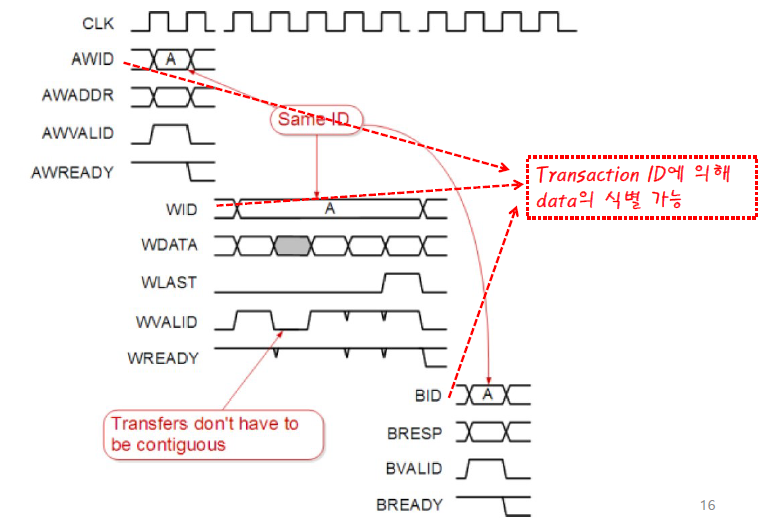 CLK
AWID
A
AWADDR
Same ID
AWVALID
AWREADY
Transaction ID에 의해
data의 식별 가능
WID
A
WDATA
WLAST
WVALID
WREADY
BID
A
Transfers don't have to
be contiguous
BRESP
BVALID
BREADY
16